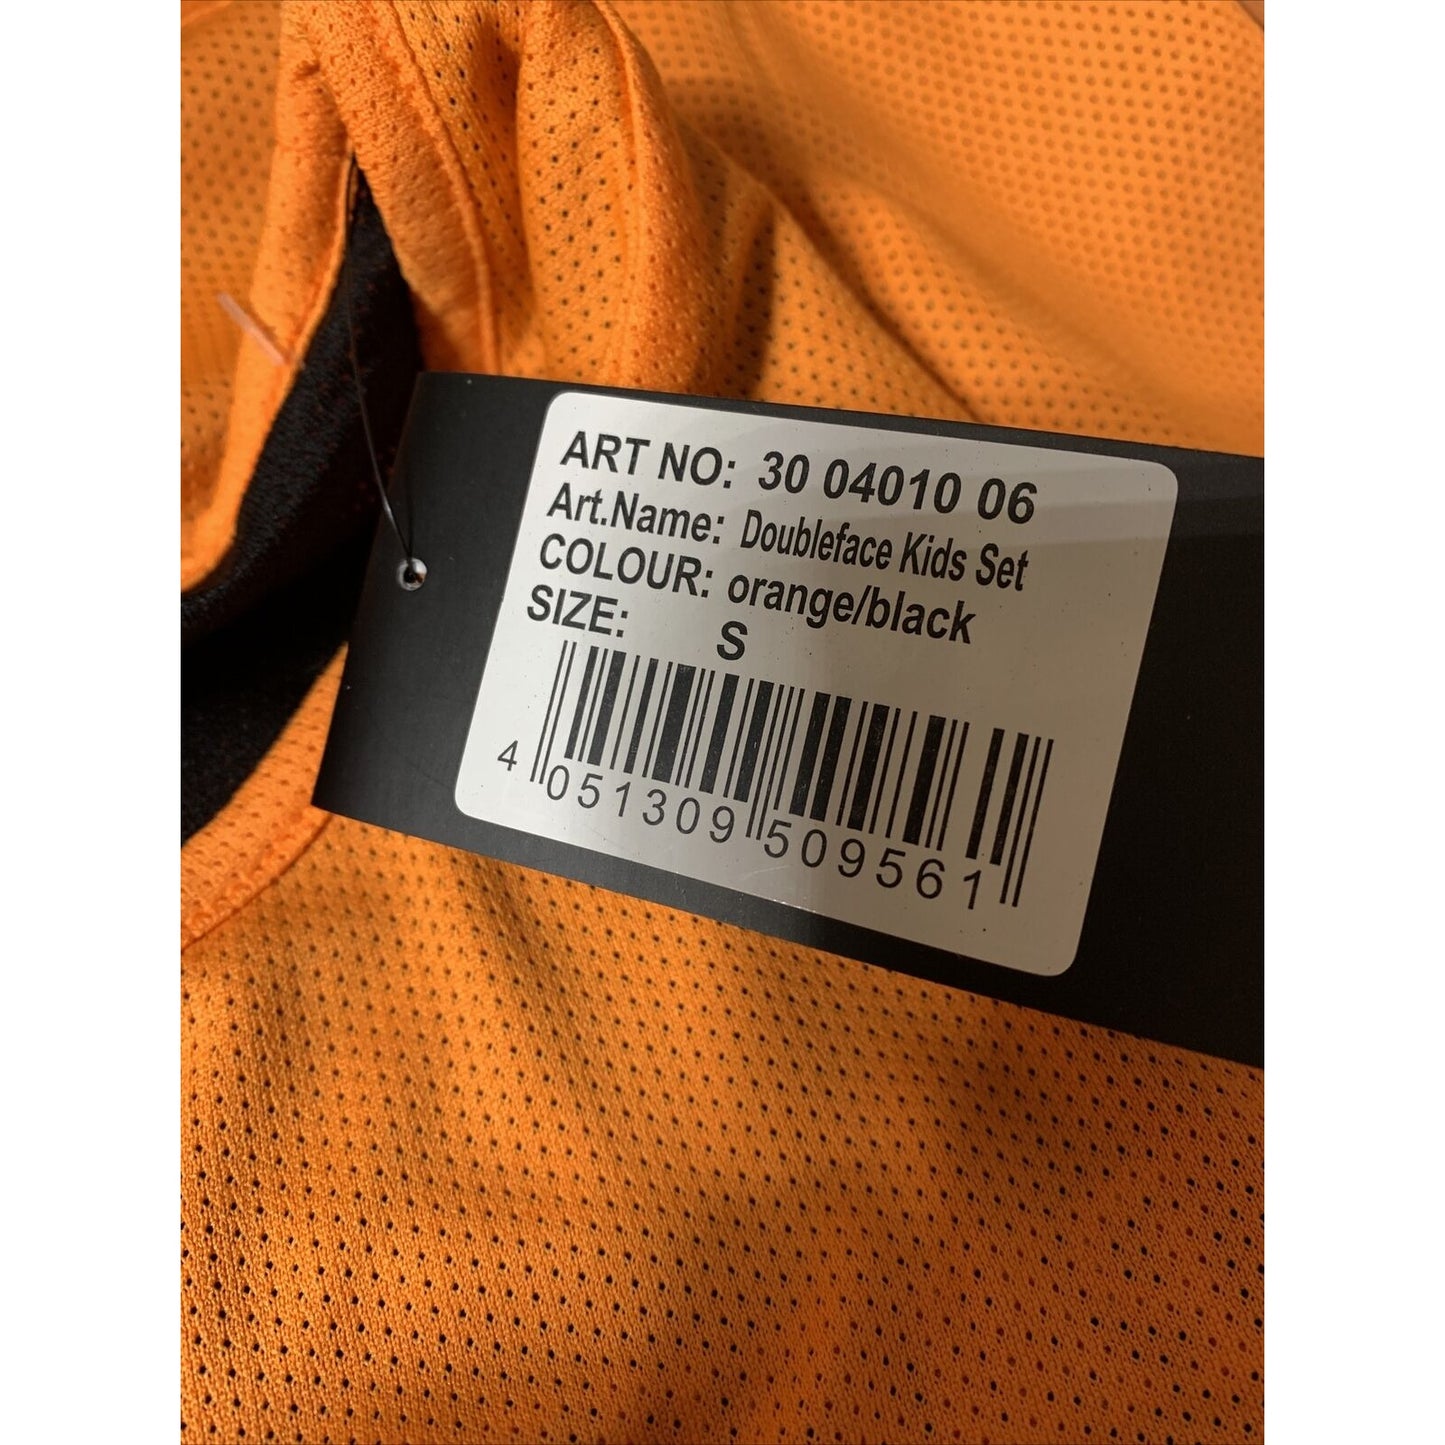 ART NO: 30 04010 06
Art.Name: Doubleface Kids Set
COLOUR: orange/black
SIZE: S
4 051309 509561